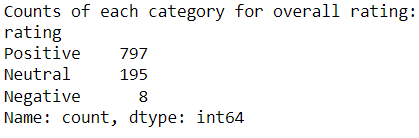 Counts of each category for overall rating:
rating
Positive    797
Neutral     195
Negative      8
Name: count, dtype: int64